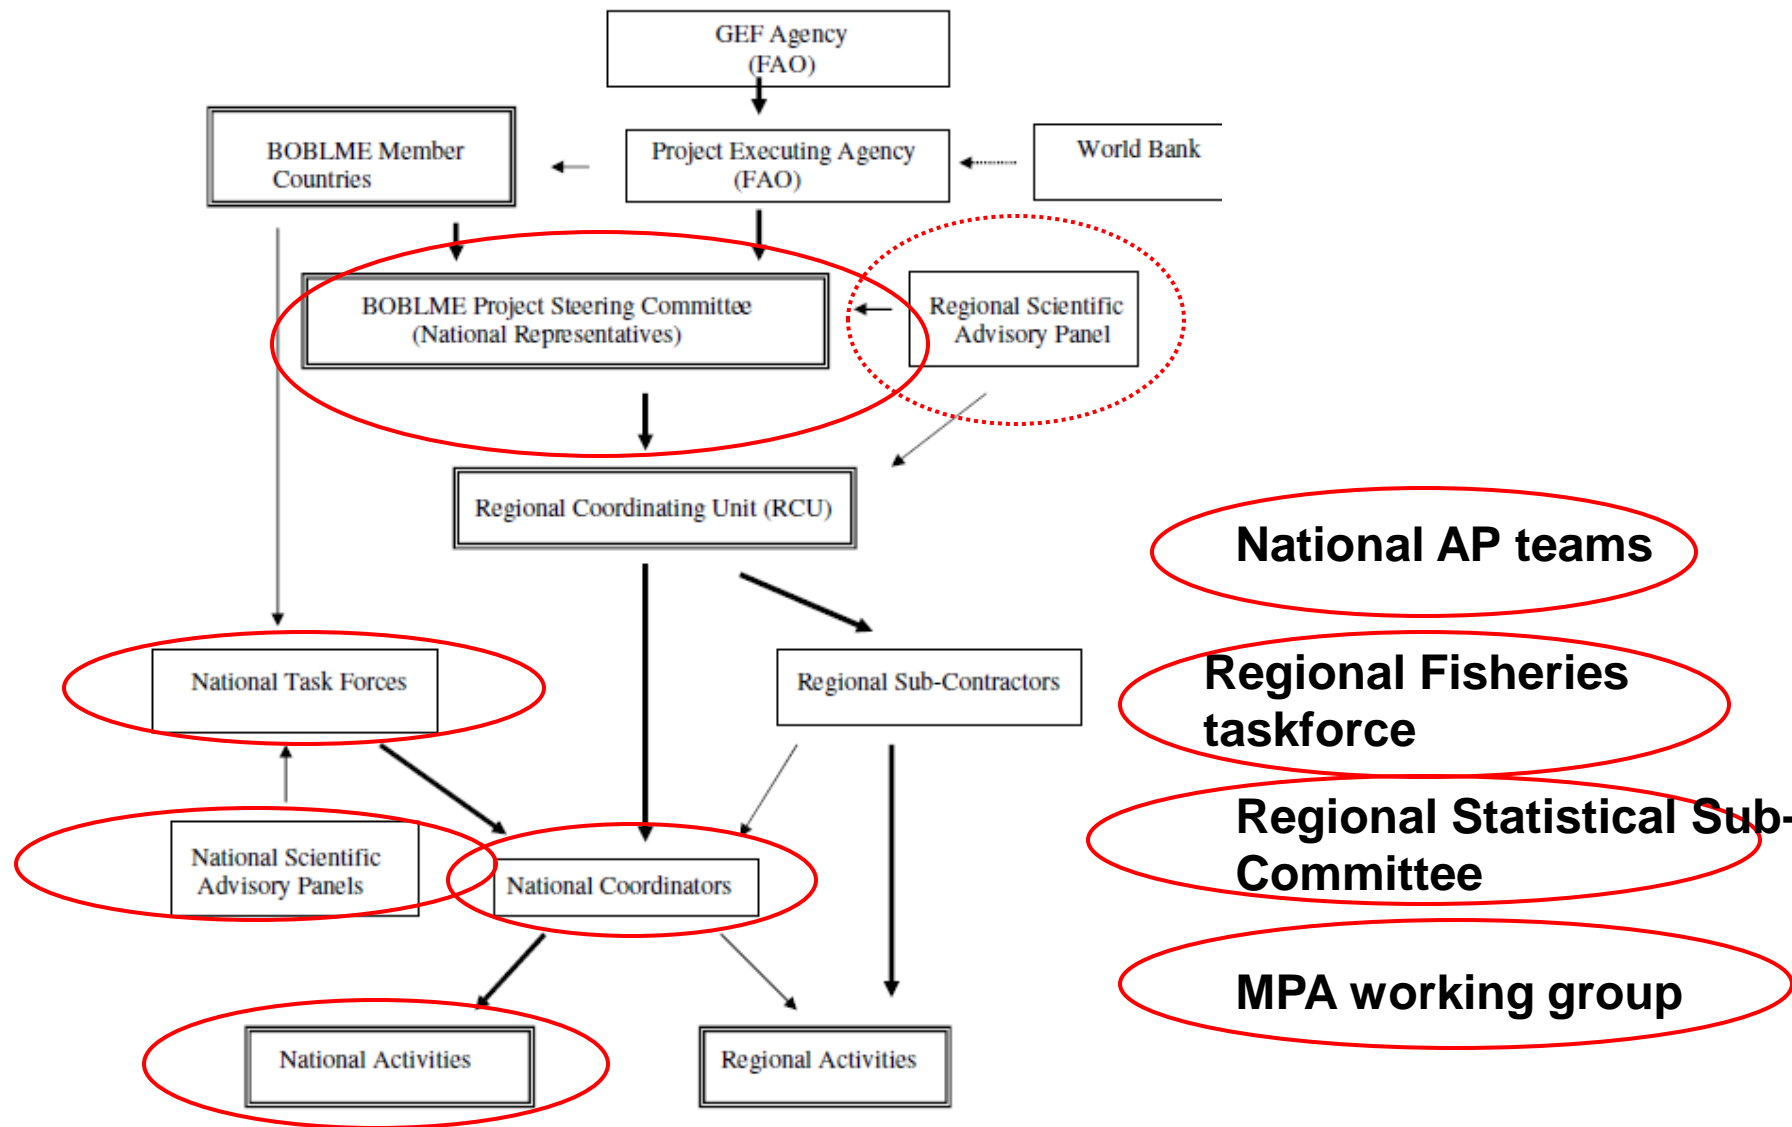 GEF Agency
(FAO)
BOBLME Member
Countries
Project Executing Agency
(FAO)
World Bank
BOBLME Project Steering Committee
(National Representatives)
Regional Scientific
Advisory Panel
Regional Coordinating Unit (RCU)
National AP teams
National Task Forces
Regional Sub-Contractors
Regional Fisheries
taskforce
National Scientific
Advisory Panels
National Coordinators
Regional Statistical Sub-
Committee
MPA working group
National Activities
Regional Activities